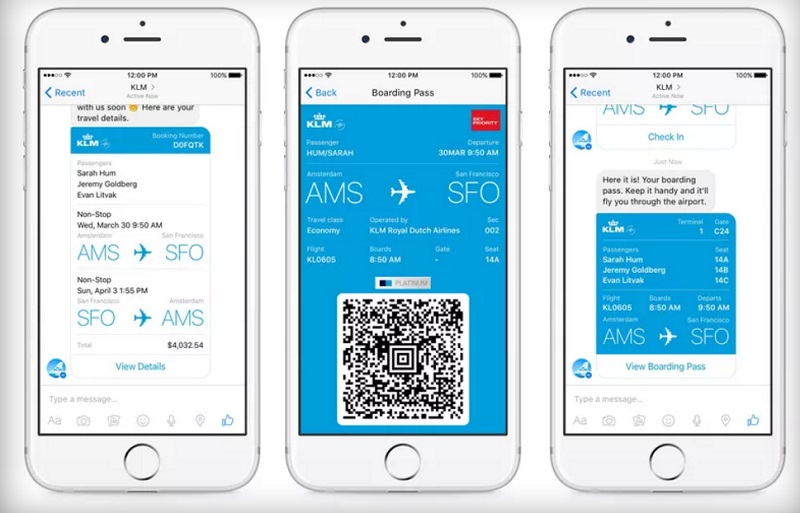 12:00 PM
100%
Recent
KLM
Active Now
with us soon 😊 Here are your
travel details.
KLM
Booking Number
D0FQTK
Passengers
Sarah Hum
Jeremy Goldberg
Evan Litvak
Non-Stop
Wed, March 30 9:50 AM
Amsterdam San Francisco
AMS SFO
Non-Stop
Sun, April 3 1:55 PM
San Francisco Amsterdam
SFO AMS
Total $4,032.54
View Details
Type a message...
Aa
12:00 PM
100%
Back Boarding Pass
KLM
SKY
PRIORITY
Passenger Departure
HUM/SARAH 30MAR 9:50 AM
Amsterdam San Francisco
AMS SFO
Travel class Operated by Sec
Economy KLM Royal Dutch Airlines 002
Flight Boards Gate Seat
KL0605 8:50 AM - 14A
PLATINUM
12:00 PM
100%
Recent
KLM
Active Now
AMS SFO
Check In
Just Now
Here it is! Your boarding
pass. Keep it handy and it'll
fly you through the airport.
KLM
Terminal Gate
1 C24
Passengers Seat
Sarah Hum 14A
Jeremy Goldberg 14B
Evan Litvak 14C
Flight Boards Departs
KL0605 8:50 AM 9:50 AM
Amsterdam San Francisco
AMS SFO
View Boarding Pass
Type a message...
Aa